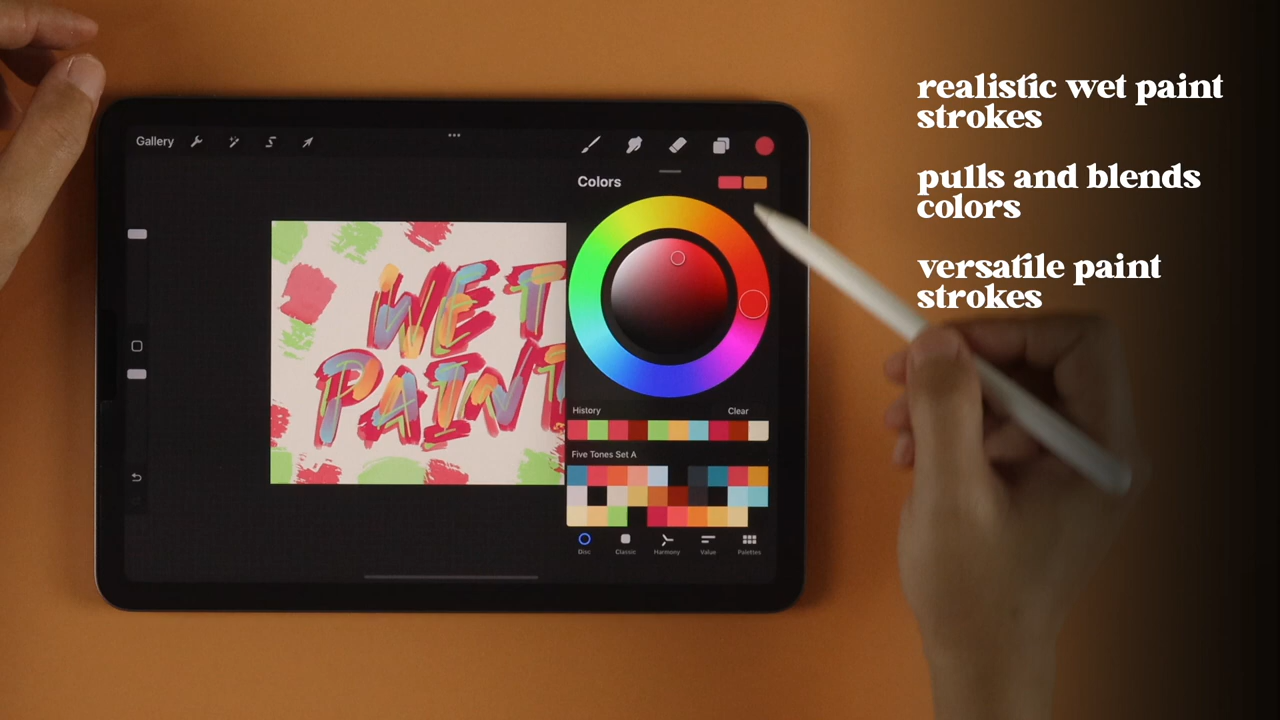 realistic wet paint
strokes
pulls and blends
colors
versatile paint
strokes
Gallery
Colors
WET
PAINT
History
Clear
Five Tones Set A
Disc
Classic
Harmony
Value
Palettes